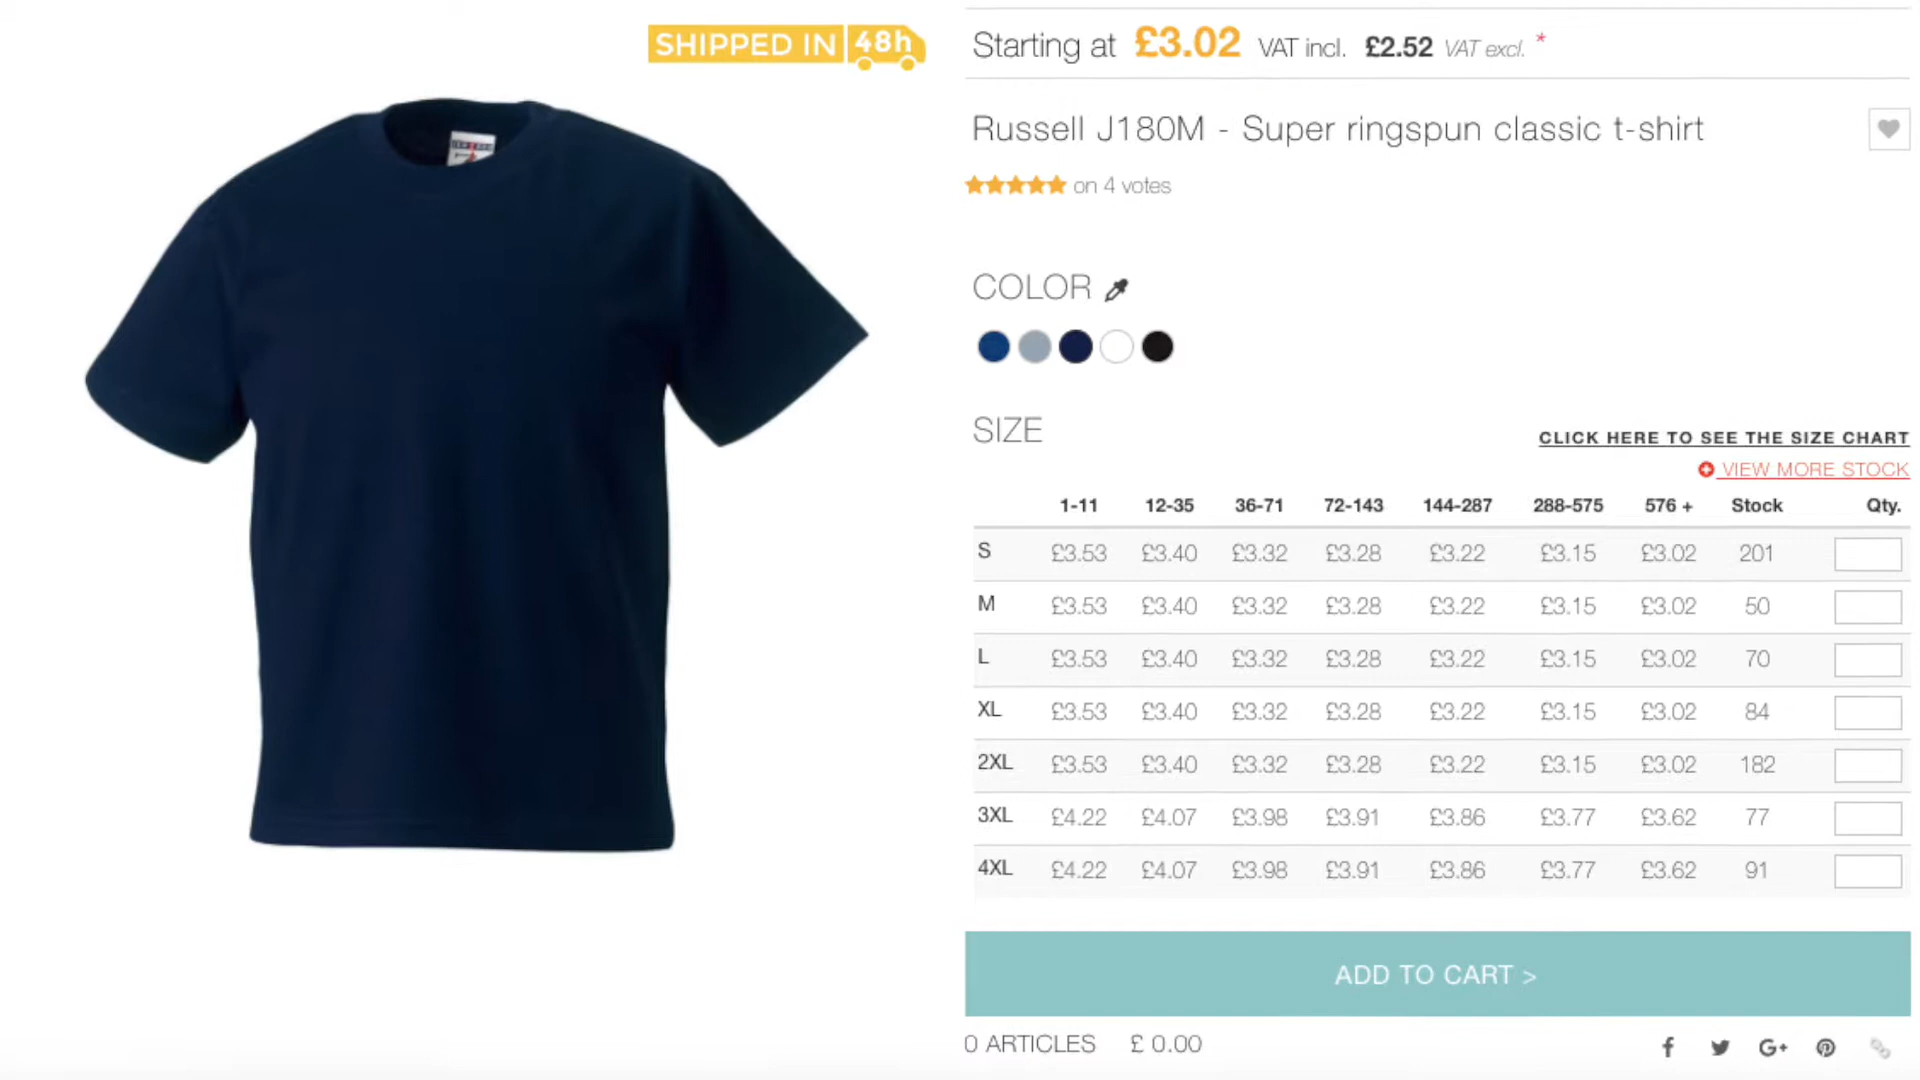 SHIPPED IN 48h
Starting at £3.02 VAT incl. £2.52 VAT excl. *
Russell J180M - Super ringspun classic t-shirt
on 4 votes
COLOR
SIZE
CLICK HERE TO SEE THE SIZE CHART
VIEW MORE STOCK
1-11 12-35 36-71 72-143 144-287 288-575 576 + Stock Qty.
S £3.53 £3.40 £3.32 £3.28 £3.22 £3.15 £3.02 201
M £3.53 £3.40 £3.32 £3.28 £3.22 £3.15 £3.02 50
L £3.53 £3.40 £3.32 £3.28 £3.22 £3.15 £3.02 70
XL £3.53 £3.40 £3.32 £3.28 £3.22 £3.15 £3.02 84
2XL £3.53 £3.40 £3.32 £3.28 £3.22 £3.15 £3.02 182
3XL £4.22 £4.07 £3.98 £3.91 £3.86 £3.77 £3.62 77
4XL £4.22 £4.07 £3.98 £3.91 £3.86 £3.77 £3.62 91
ADD TO CART >
0 ARTICLES £ 0.00